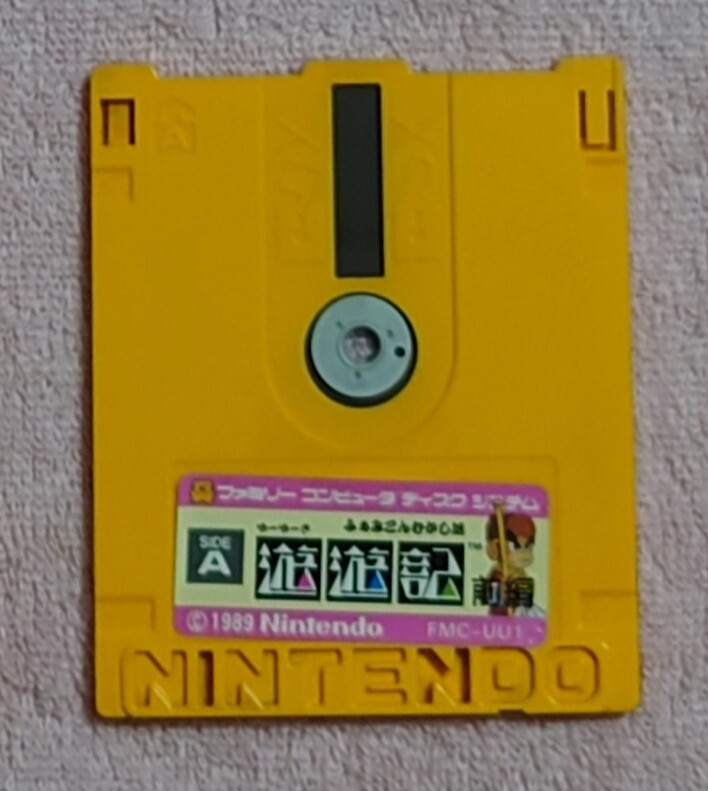 ファミリー コンピュータ ディスク システム
ゆーゆーき ふぁみこんむかし話
SIDE A 遊遊記™ 前編
©1989 Nintendo FMC-UU1
NINTENDO